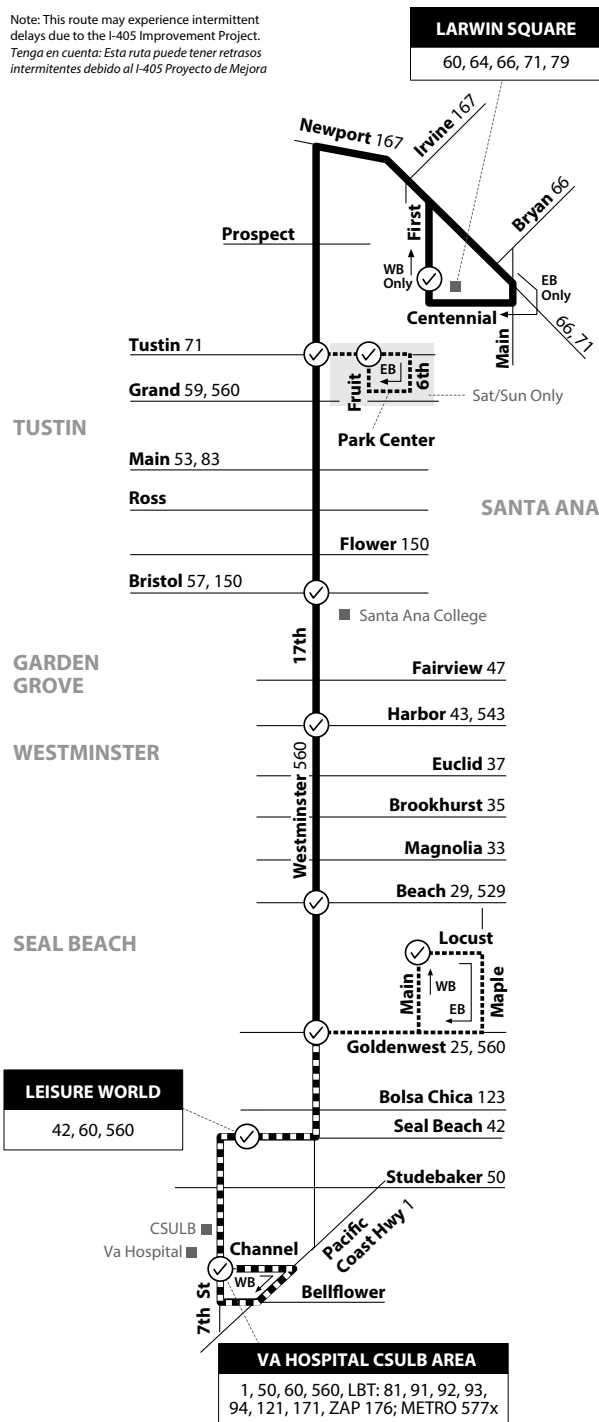 Note: This route may experience intermittent
delays due to the I-405 Improvement Project.
Tenga en cuenta: Esta ruta puede tener retrasos
intermitentes debido al I-405 Proyecto de Mejora
LARWIN SQUARE
60, 64, 66, 71, 79
Newport 167
Irvine 167
Bryan 66
First
Prospect
WB
Only
EB
Only
Centennial
Main
66, 71
Tustin 71
EB
Fruit
6th
Grand 59, 560
Sat/Sun Only
TUSTIN
Park Center
Main 53, 83
Ross
SANTA ANA
Flower 150
Bristol 57, 150
Santa Ana College
17th
GARDEN
GROVE
Fairview 47
Harbor 43, 543
WESTMINSTER
Westminster 560
Euclid 37
Brookhurst 35
Magnolia 33
Beach 29, 529
SEAL BEACH
Locust
Main
WB
EB
Maple
Goldenwest 25, 560
LEISURE WORLD
42, 60, 560
Bolsa Chica 123
Seal Beach 42
Studebaker 50
CSULB
Va Hospital
Channel
Pacific
Coast Hwy 1
WB
7th St
Bellflower
VA HOSPITAL CSULB AREA
1, 50, 60, 560, LBT: 81, 91, 92, 93,
94, 121, 171, ZAP 176; METRO 577x